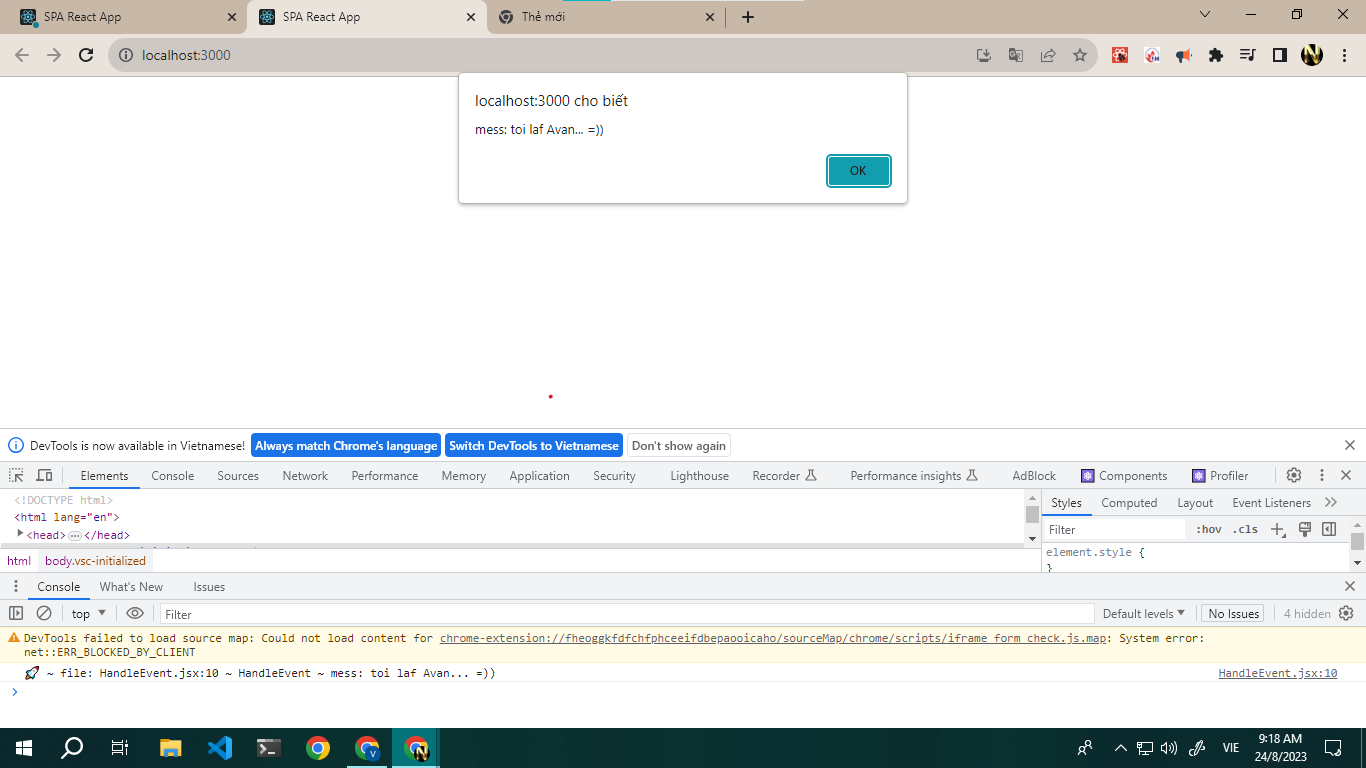 SPA React App
SPA React App
Thẻ mới
localhost:3000
localhost:3000 cho biết
mess: toi laf Avan... =))
OK
DevTools is now available in Vietnamese! Always match Chrome's language Switch DevTools to Vietnamese Don't show again
Elements Console Sources Network Performance Memory Application Security Lighthouse Recorder Performance insights AdBlock Components Profiler
<!DOCTYPE html>
<html lang="en">
<head>…</head>
html body.vsc-initialized
Styles Computed Layout Event Listeners
Filter :hov .cls
element.style {
}
Console What's New Issues
top Filter Default levels No Issues 4 hidden
DevTools failed to load source map: Could not load content for chrome-extension://fheoggkfdfchfphceeifdbepaooicaho/sourceMap/chrome/scripts/iframe_form_check.js.map: System error:
net::ERR_BLOCKED_BY_CLIENT
🚀 ~ file: HandleEvent.jsx:10 ~ HandleEvent ~ mess: toi laf Avan... =)) HandleEvent.jsx:10
VIE
9:18 AM
24/8/2023